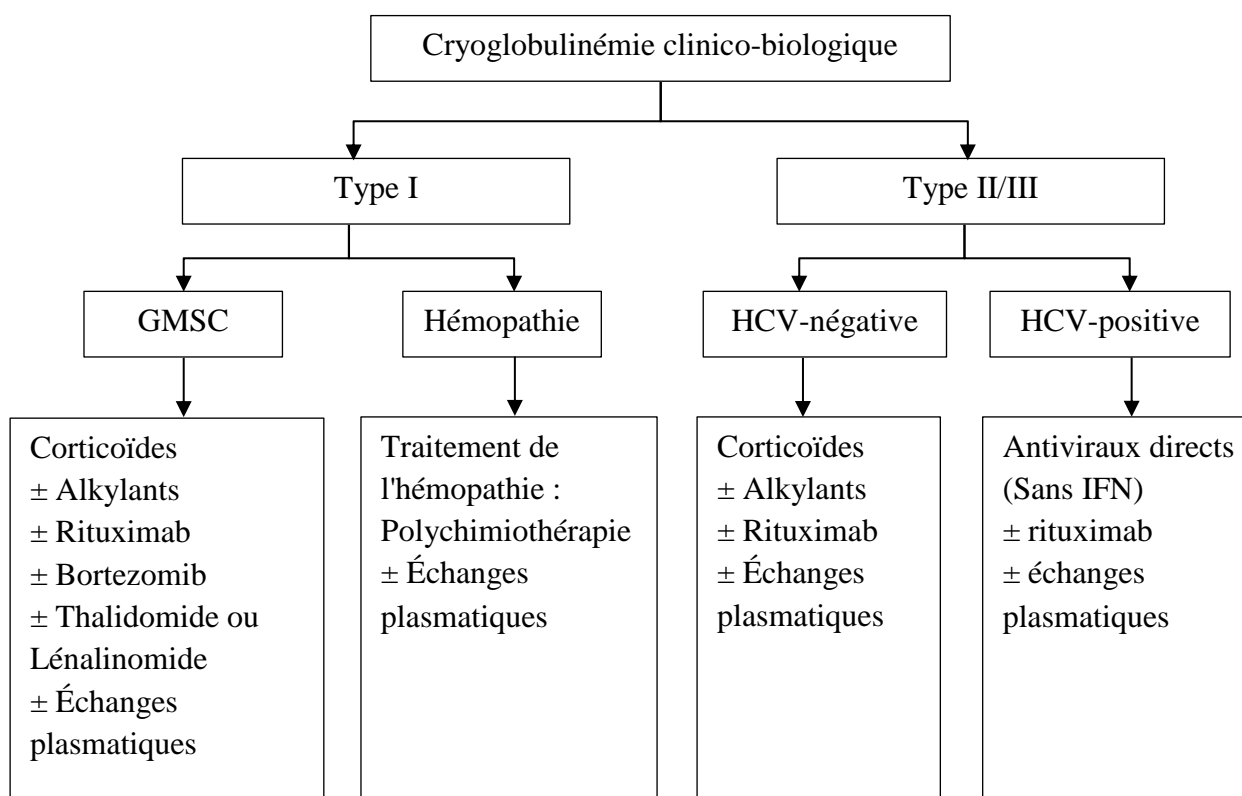 Cryoglobulinémie clinico-biologique
Type I
Type II/III
GMSC
Hémopathie
HCV-négative
HCV-positive
Corticoïdes
± Alkylants
± Rituximab
± Bortezomib
± Thalidomide ou
Lénalinomide
± Échanges
plasmatiques
Traitement de
l'hémopathie :
Polychimiothérapie
± Échanges
plasmatiques
Corticoïdes
± Alkylants
± Rituximab
± Échanges
plasmatiques
Antiviraux directs
(Sans IFN)
± rituximab
± échanges
plasmatiques